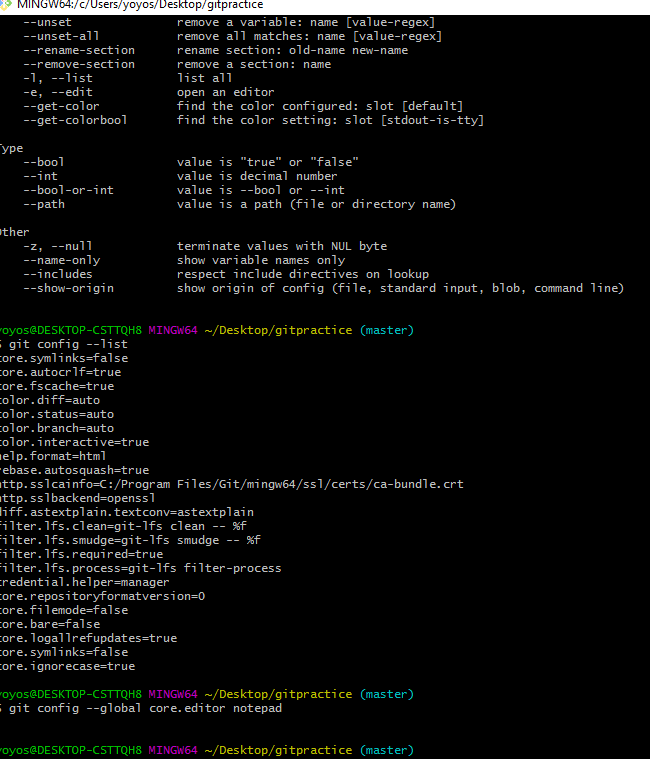 MINGW64:/c/Users/yoyos/Desktop/gitpractice
--unset remove a variable: name [value-regex]
--unset-all remove all matches: name [value-regex]
--rename-section rename section: old-name new-name
--remove-section remove a section: name
-l, --list list all
-e, --edit open an editor
--get-color find the color configured: slot [default]
--get-colorbool find the color setting: slot [stdout-is-tty]
Type
--bool value is "true" or "false"
--int value is decimal number
--bool-or-int value is --bool or --int
--path value is a path (file or directory name)
Other
-z, --null terminate values with NUL byte
--name-only show variable names only
--includes respect include directives on lookup
--show-origin show origin of config (file, standard input, blob, command line)
yoyos@DESKTOP-CSTTQH8 MINGW64 ~/Desktop/gitpractice (master)
$ git config --list
core.symlinks=false
core.autocrlf=true
core.fscache=true
color.diff=auto
color.status=auto
color.branch=auto
color.interactive=true
help.format=html
rebase.autosquash=true
http.sslcainfo=C:/Program Files/Git/mingw64/ssl/certs/ca-bundle.crt
http.sslbackend=openssl
diff.astextplain.textconv=astextplain
filter.lfs.clean=git-lfs clean -- %f
filter.lfs.smudge=git-lfs smudge -- %f
filter.lfs.required=true
filter.lfs.process=git-lfs filter-process
credential.helper=manager
core.repositoryformatversion=0
core.filemode=false
core.bare=false
core.logallrefupdates=true
core.symlinks=false
core.ignorecase=true
yoyos@DESKTOP-CSTTQH8 MINGW64 ~/Desktop/gitpractice (master)
$ git config --global core.editor notepad
yoyos@DESKTOP-CSTTQH8 MINGW64 ~/Desktop/gitpractice (master)